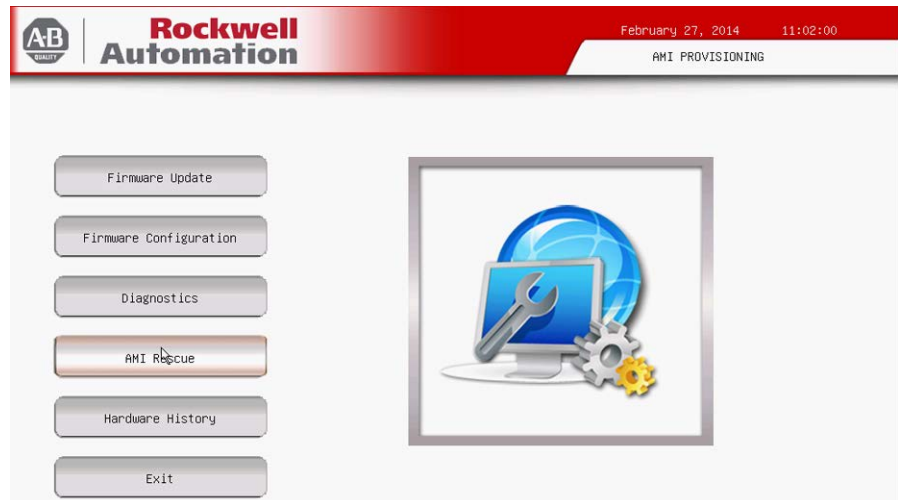 A·B
QUALITY
Rockwell
Automation
February 27, 2014 11:02:00
AMI PROVISIONING
Firmware Update
Firmware Configuration
Diagnostics
AMI Rescue
Hardware History
Exit